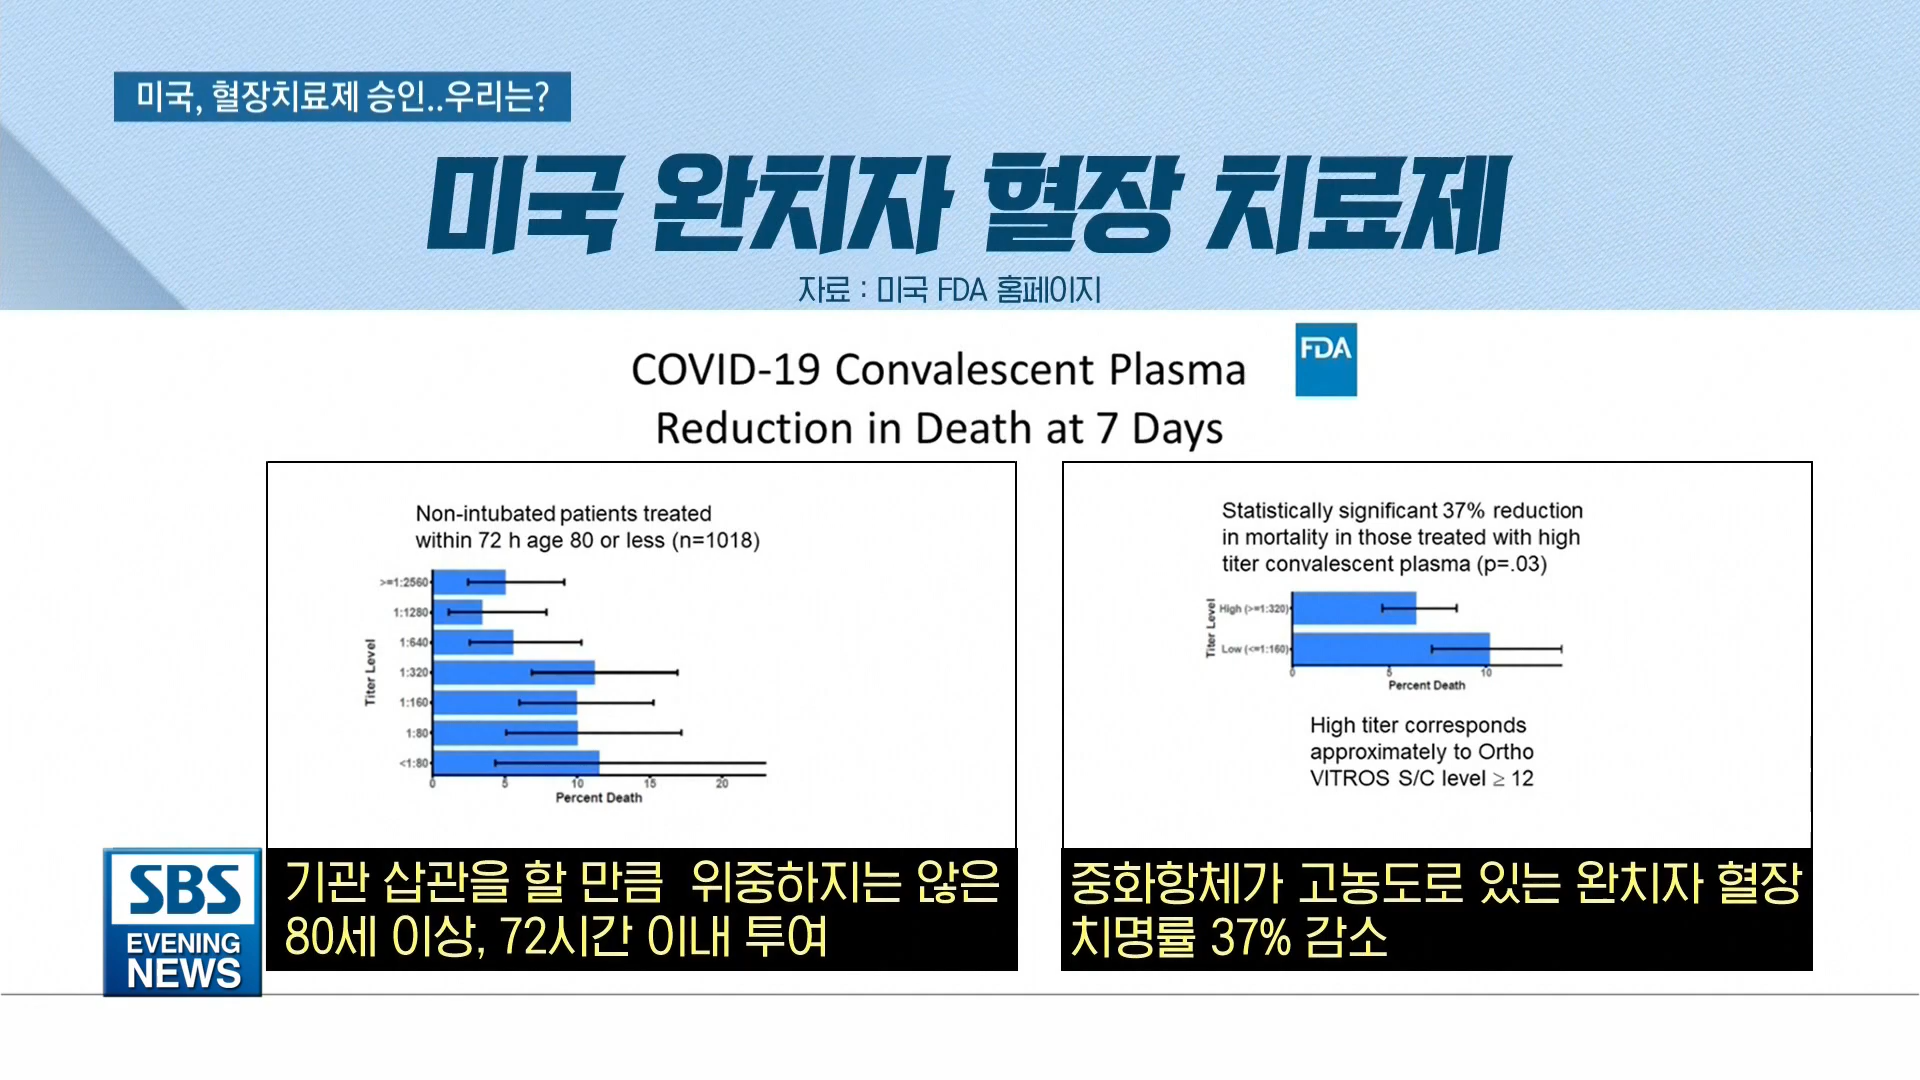 미국, 혈장치료제 승인..우리는?
미국 완치자 혈장 치료제
자료 : 미국 FDA 홈페이지
COVID-19 Convalescent Plasma
Reduction in Death at 7 Days
FDA
Non-intubated patients treated
within 72 h age 80 or less (n=1018)
Titer Level
>=1:2560
1:1280
1:640
1:320
1:160
1:80
<1:80
0 5 10 15 20
Percent Death
Statistically significant 37% reduction
in mortality in those treated with high
titer convalescent plasma (p=.03)
Titer Level
High (>=1:320)
Low (<=1:160)
0 5 10
Percent Death
High titer corresponds
approximately to Ortho
VITROS S/C level ≥ 12
기관 삽관을 할 만큼 위중하지는 않은
80세 이상, 72시간 이내 투여
중화항체가 고농도로 있는 완치자 혈장
치명률 37% 감소
SBS
EVENING
NEWS